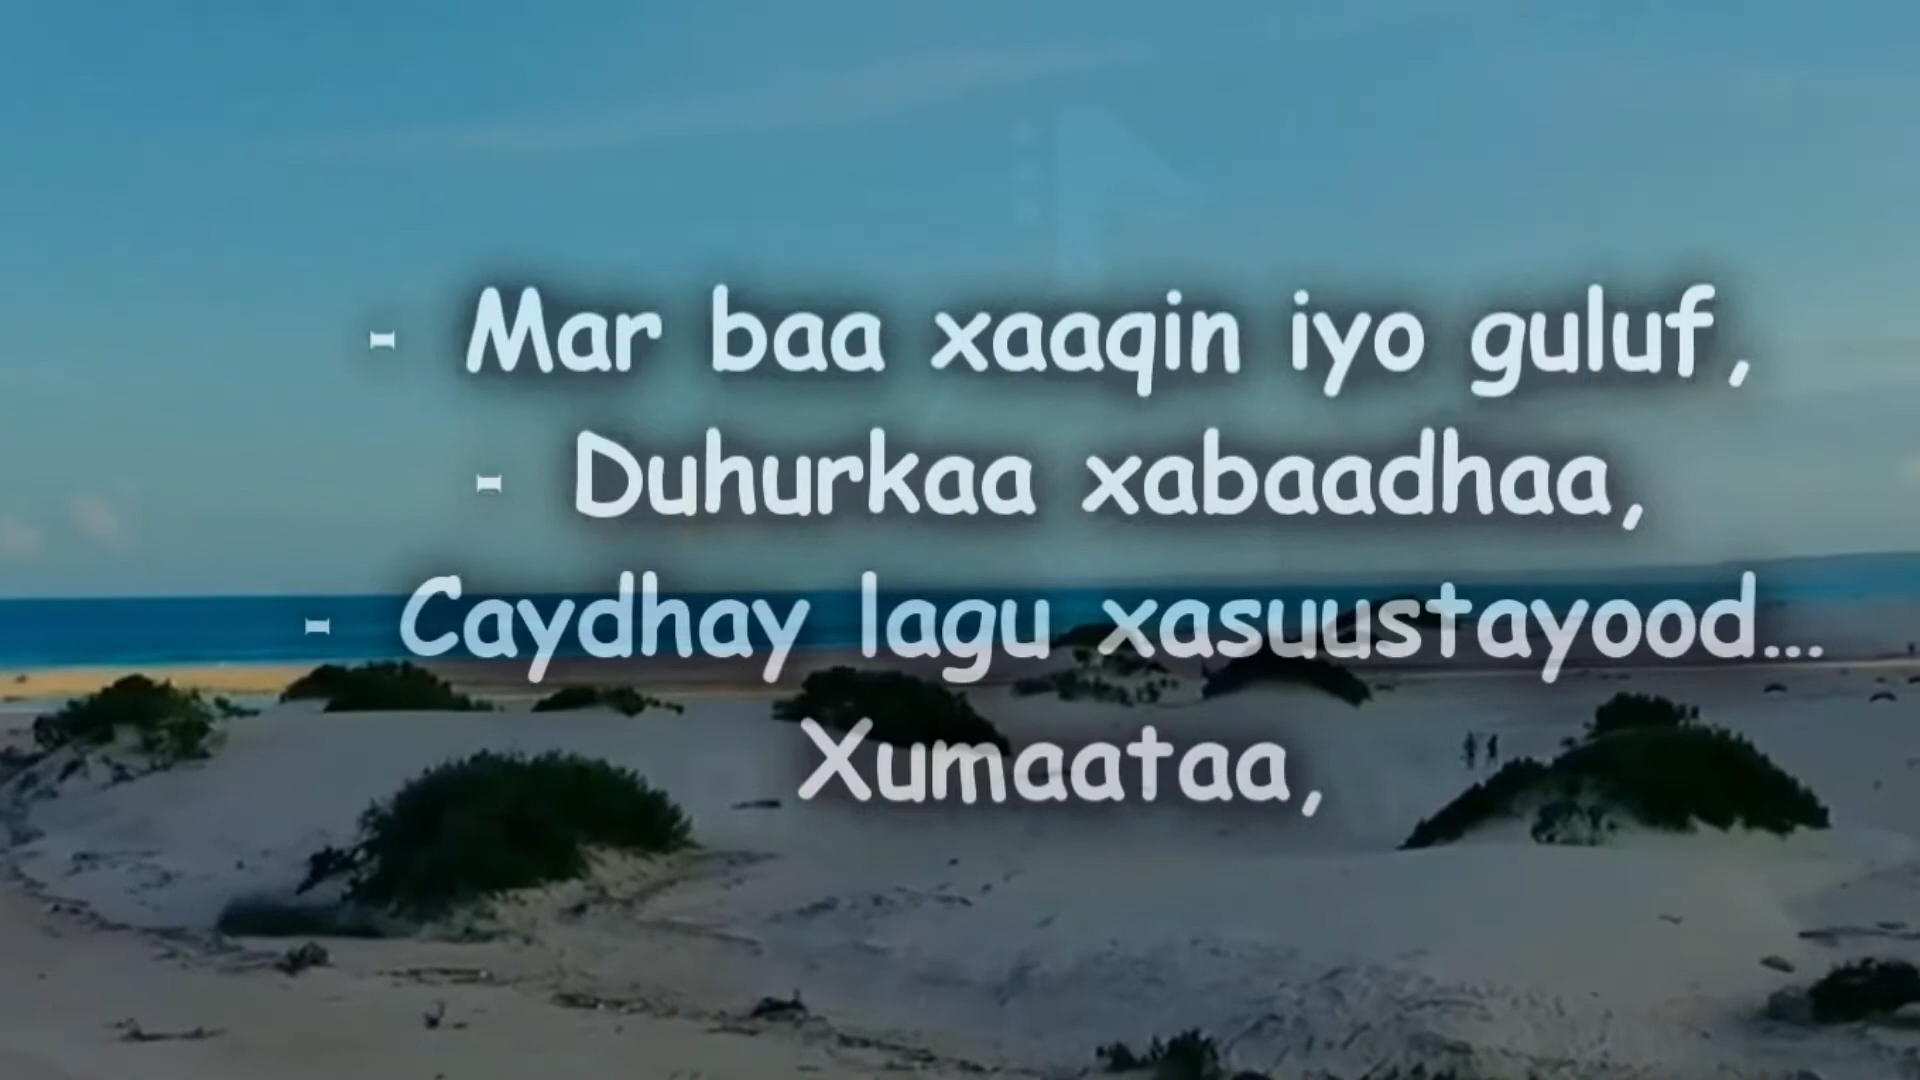 - Mar baa xaaqin iyo guluf,
- Duhurkaa xabaadhaa,
- Caydhay lagu xasuustayood...
Xumaataa,